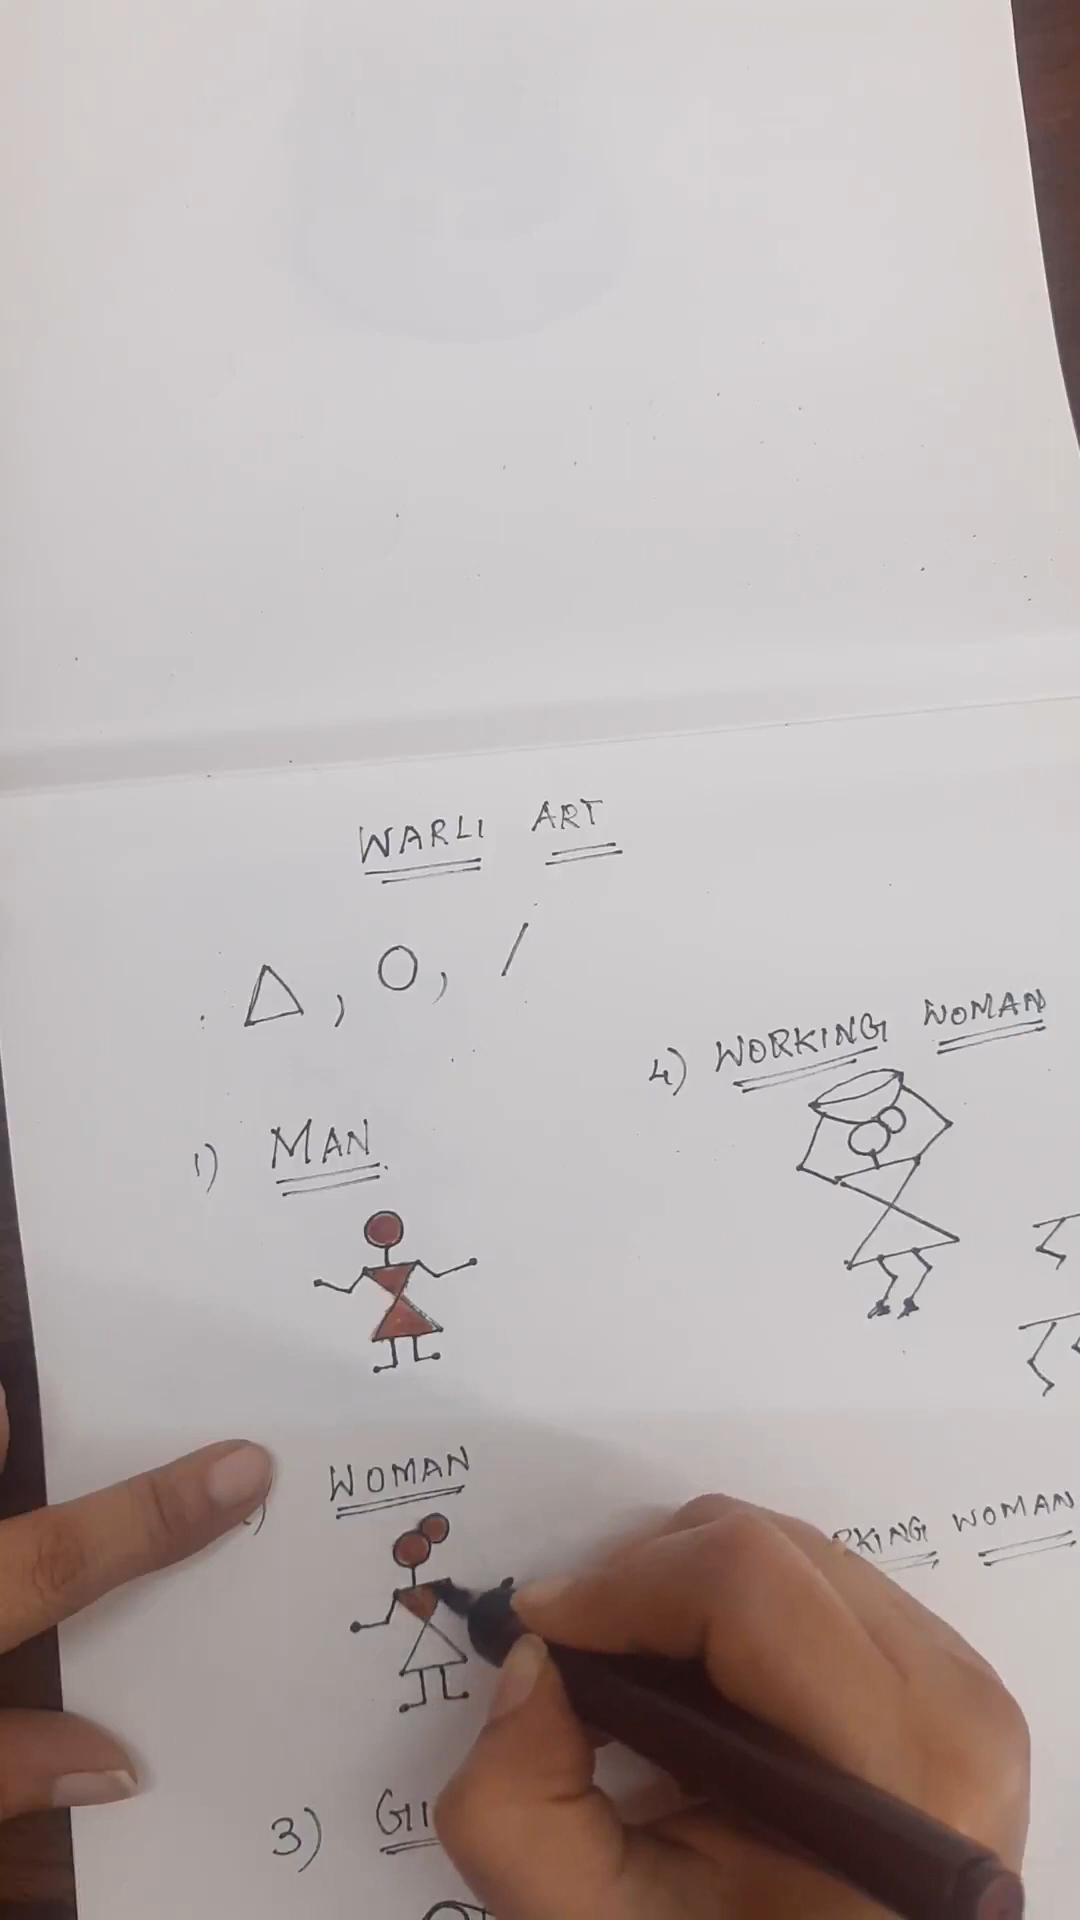 WARLI ART
△, O, /
1) MAN
WOMAN
3)
4) WORKING WOMAN
WOMAN